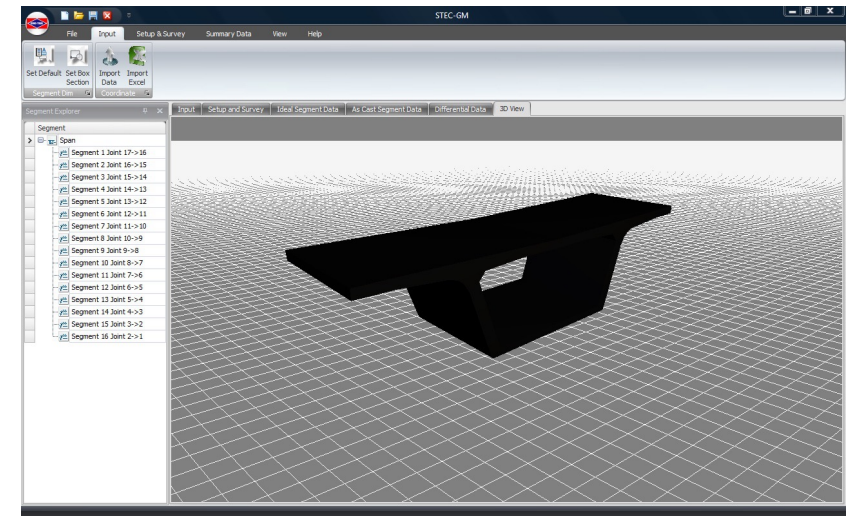 STEC-GM
File Input Setup & Survey Summary Data View Help
Set Default Set Box Section Import Data Import Excel
Segment Dim Coordinate
Segment Explorer
Input Setup and Survey Ideal Segment Data As Cast Segment Data Differential Data 3D View
Segment
Span
Segment 1 Joint 17->16
Segment 2 Joint 16->15
Segment 3 Joint 15->14
Segment 4 Joint 14->13
Segment 5 Joint 13->12
Segment 6 Joint 12->11
Segment 7 Joint 11->10
Segment 8 Joint 10->9
Segment 9 Joint 9->8
Segment 10 Joint 8->7
Segment 11 Joint 7->6
Segment 12 Joint 6->5
Segment 13 Joint 5->4
Segment 14 Joint 4->3
Segment 15 Joint 3->2
Segment 16 Joint 2->1